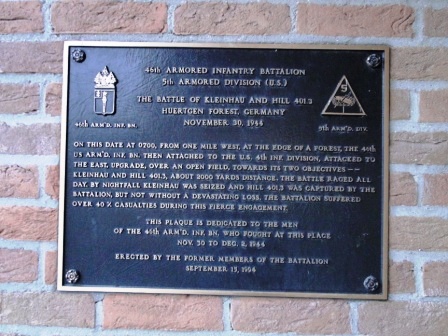 46th ARMORED INFANTRY BATTALION
5th ARMORED DIVISION (U.S.)
THE BATTLE OF KLEINHAU AND HILL 401.3
HUERTGEN FOREST, GERMANY
NOVEMBER 30, 1944
46th ARM'D. INF. BN.
5
5th ARM'D. DIV.
ON THIS DATE AT 0700, FROM ONE MILE WEST, AT THE EDGE OF A FOREST, THE 46th
US ARM'D. INF. BN. THEN ATTACHED TO THE U.S. 4th INF. DIVISION, ATTACKED TO
THE EAST, UPGRADE, OVER AN OPEN FIELD, TOWARDS ITS TWO OBJECTIVES --
KLEINHAU AND HILL 401.3, ABOUT 2000 YARDS DISTANCE. THE BATTLE RAGED ALL
DAY. BY NIGHTFALL KLEINHAU WAS SEIZED AND HILL 401.3 WAS CAPTURED BY THE
BATTALION, BUT NOT WITHOUT A DEVASTATING LOSS. THE BATTALION SUFFERED
OVER 40 % CASUALTIES DURING THIS FIERCE ENGAGEMENT.
THIS PLAQUE IS DEDICATED TO THE MEN
OF THE 46th ARM'D. INF. BN. WHO FOUGHT AT THIS PLACE
NOV. 30 TO DEC. 2, 1944
ERECTED BY THE FORMER MEMBERS OF THE BATTALION
SEPTEMBER 15, 1994